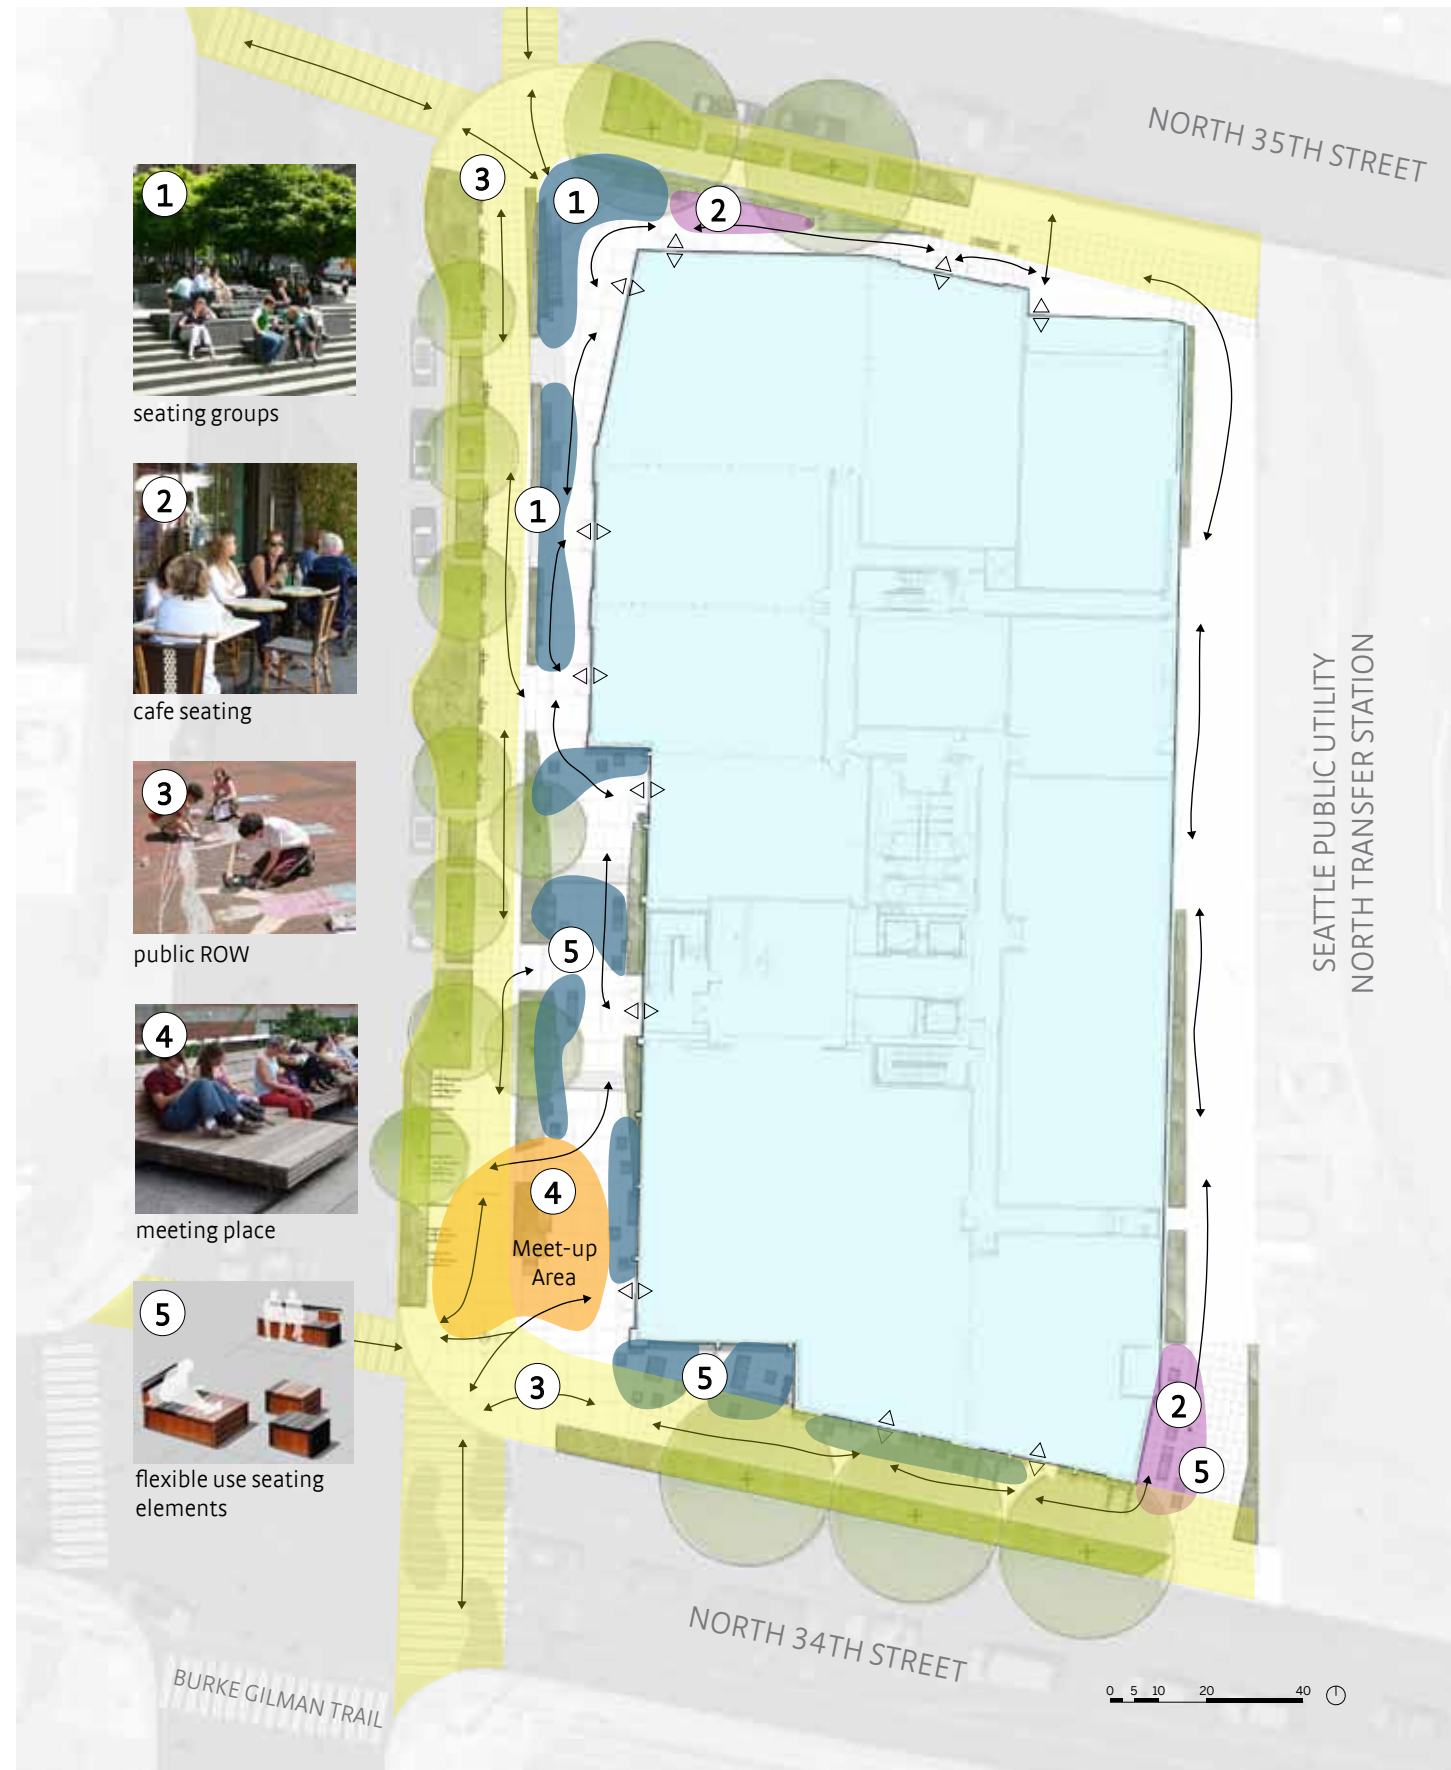 NORTH 35TH STREET
1
seating groups
2
cafe seating
3
public ROW
4
meeting place
5
flexible use seating
elements
3
1
2
1
5
4
Meet-up
Area
3
5
2
5
SEATTLE PUBLIC UTILITY
NORTH TRANSFER STATION
NORTH 34TH STREET
BURKE GILMAN TRAIL
0 5 10 20 40